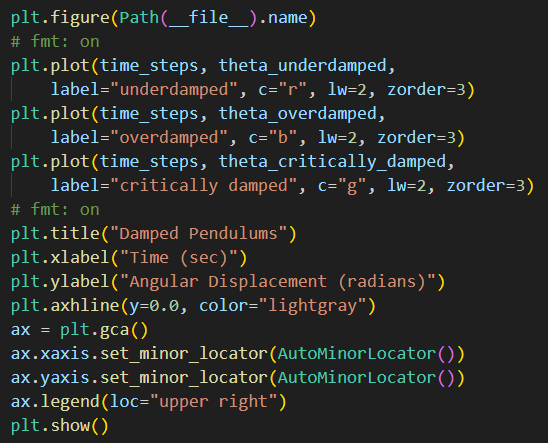 plt.figure(Path(__file__).name)
# fmt: on
plt.plot(time_steps, theta_underdamped,
    label="underdamped", c="r", lw=2, zorder=3)
plt.plot(time_steps, theta_overdamped,
    label="overdamped", c="b", lw=2, zorder=3)
plt.plot(time_steps, theta_critically_damped,
    label="critically damped", c="g", lw=2, zorder=3)
# fmt: on
plt.title("Damped Pendulums")
plt.xlabel("Time (sec)")
plt.ylabel("Angular Displacement (radians)")
plt.axhline(y=0.0, color="lightgray")
ax = plt.gca()
ax.xaxis.set_minor_locator(AutoMinorLocator())
ax.yaxis.set_minor_locator(AutoMinorLocator())
ax.legend(loc="upper right")
plt.show()